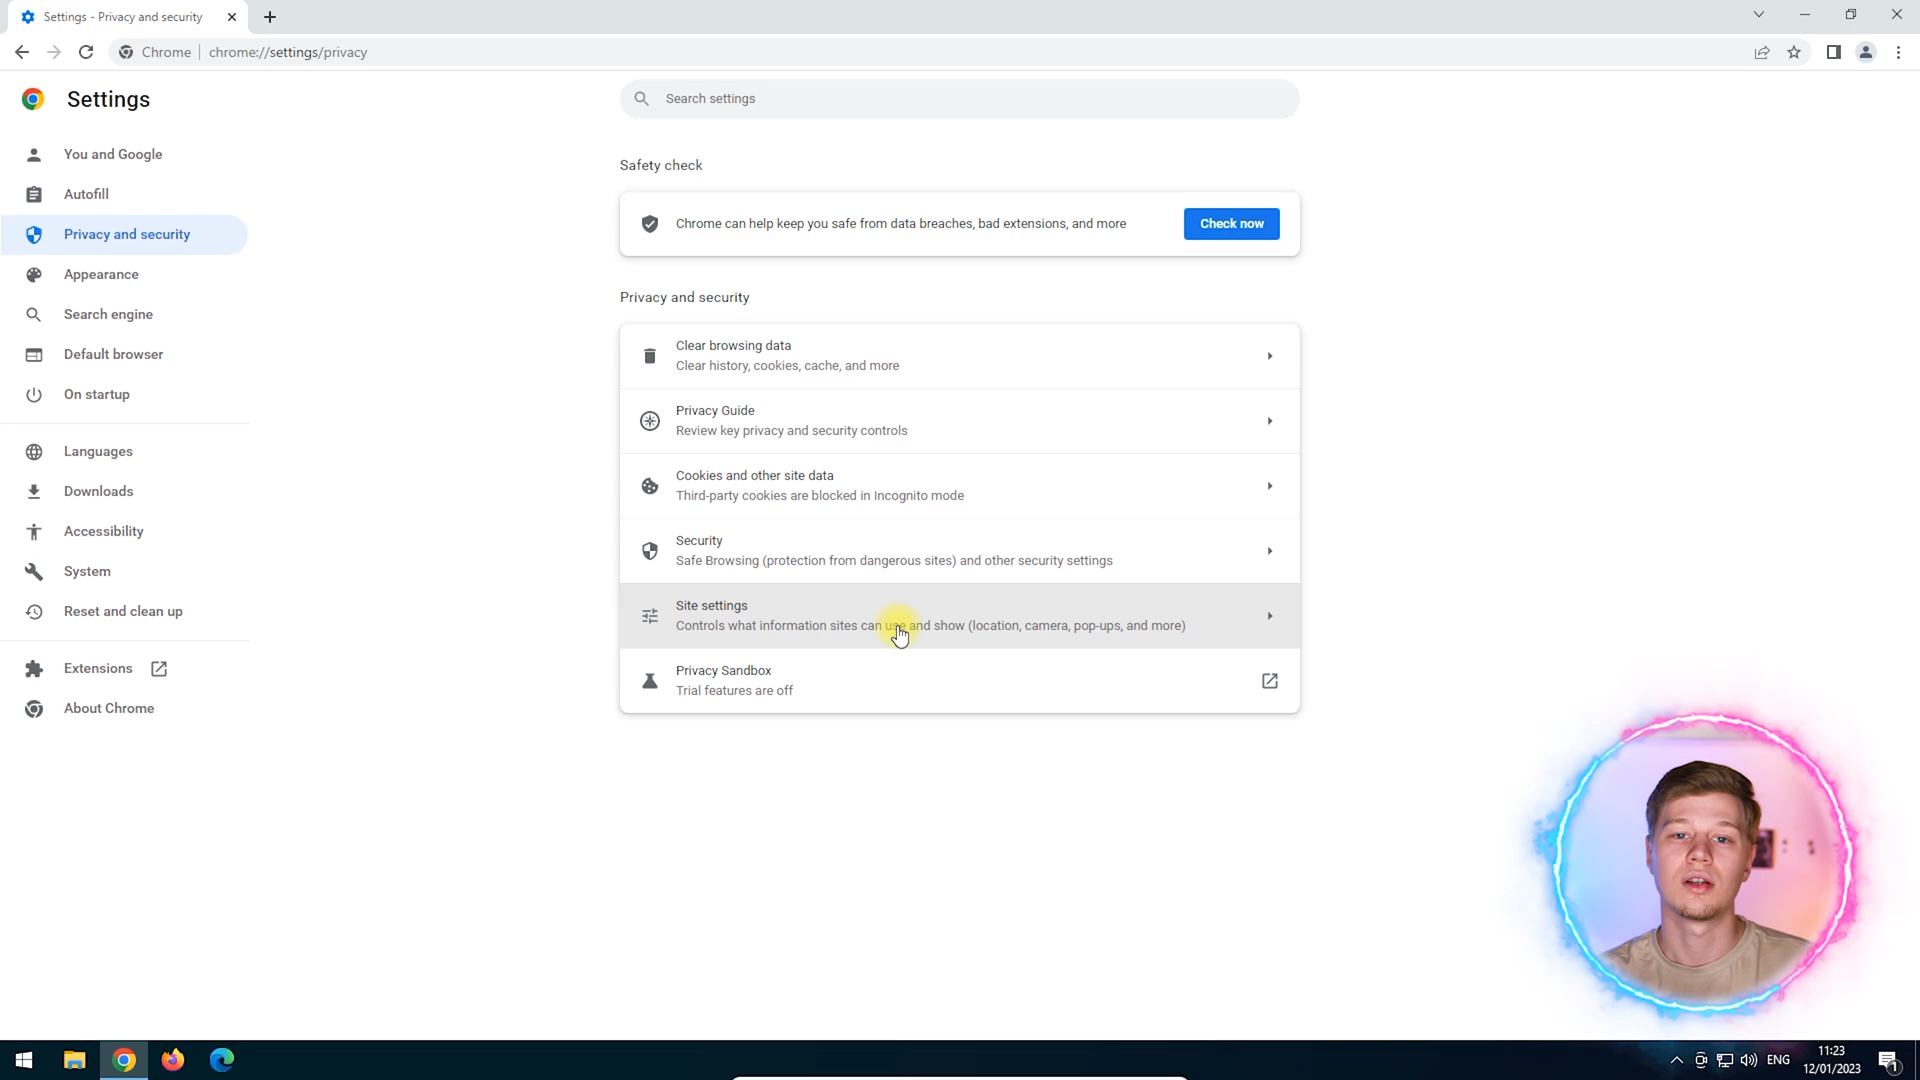 Settings - Privacy and security
Chrome
chrome://settings/privacy
Settings
Search settings
You and Google
Autofill
Privacy and security
Appearance
Search engine
Default browser
On startup
Languages
Downloads
Accessibility
System
Reset and clean up
Extensions
About Chrome
Safety check
Chrome can help keep you safe from data breaches, bad extensions, and more
Check now
Privacy and security
Clear browsing data
Clear history, cookies, cache, and more
Privacy Guide
Review key privacy and security controls
Cookies and other site data
Third-party cookies are blocked in Incognito mode
Security
Safe Browsing (protection from dangerous sites) and other security settings
Site settings
Controls what information sites can use and show (location, camera, pop-ups, and more)
Privacy Sandbox
Trial features are off
ENG
11:23
12/01/2023
1